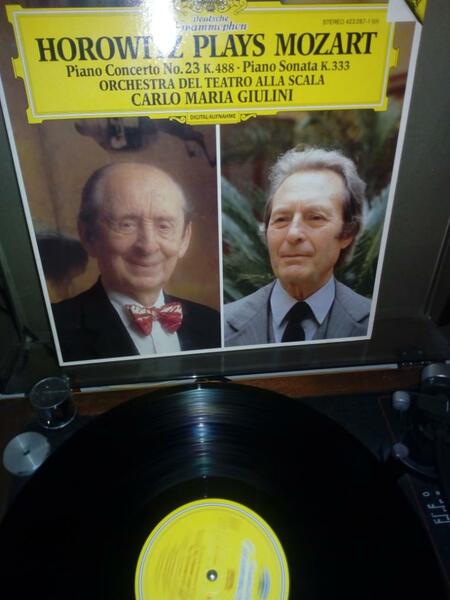 Deutsche
STEREO 423 287-1 GH
HOROWITZ PLAYS MOZART
Piano Concerto No.23 K.488 · Piano Sonata K.333
ORCHESTRA DEL TEATRO ALLA SCALA
CARLO MARIA GIULINI
DIGITAL-AUFNAHME